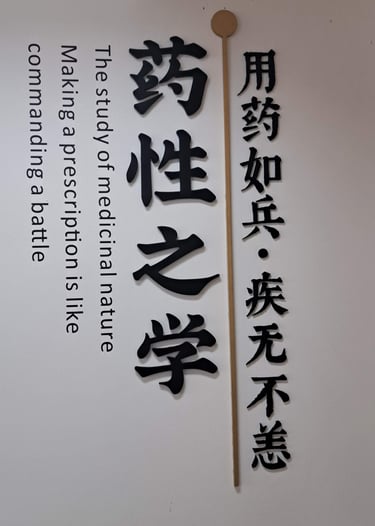 用药如兵·疾无不恙
药性之学
The study of medicinal nature
Making a prescription is like
commanding a battle